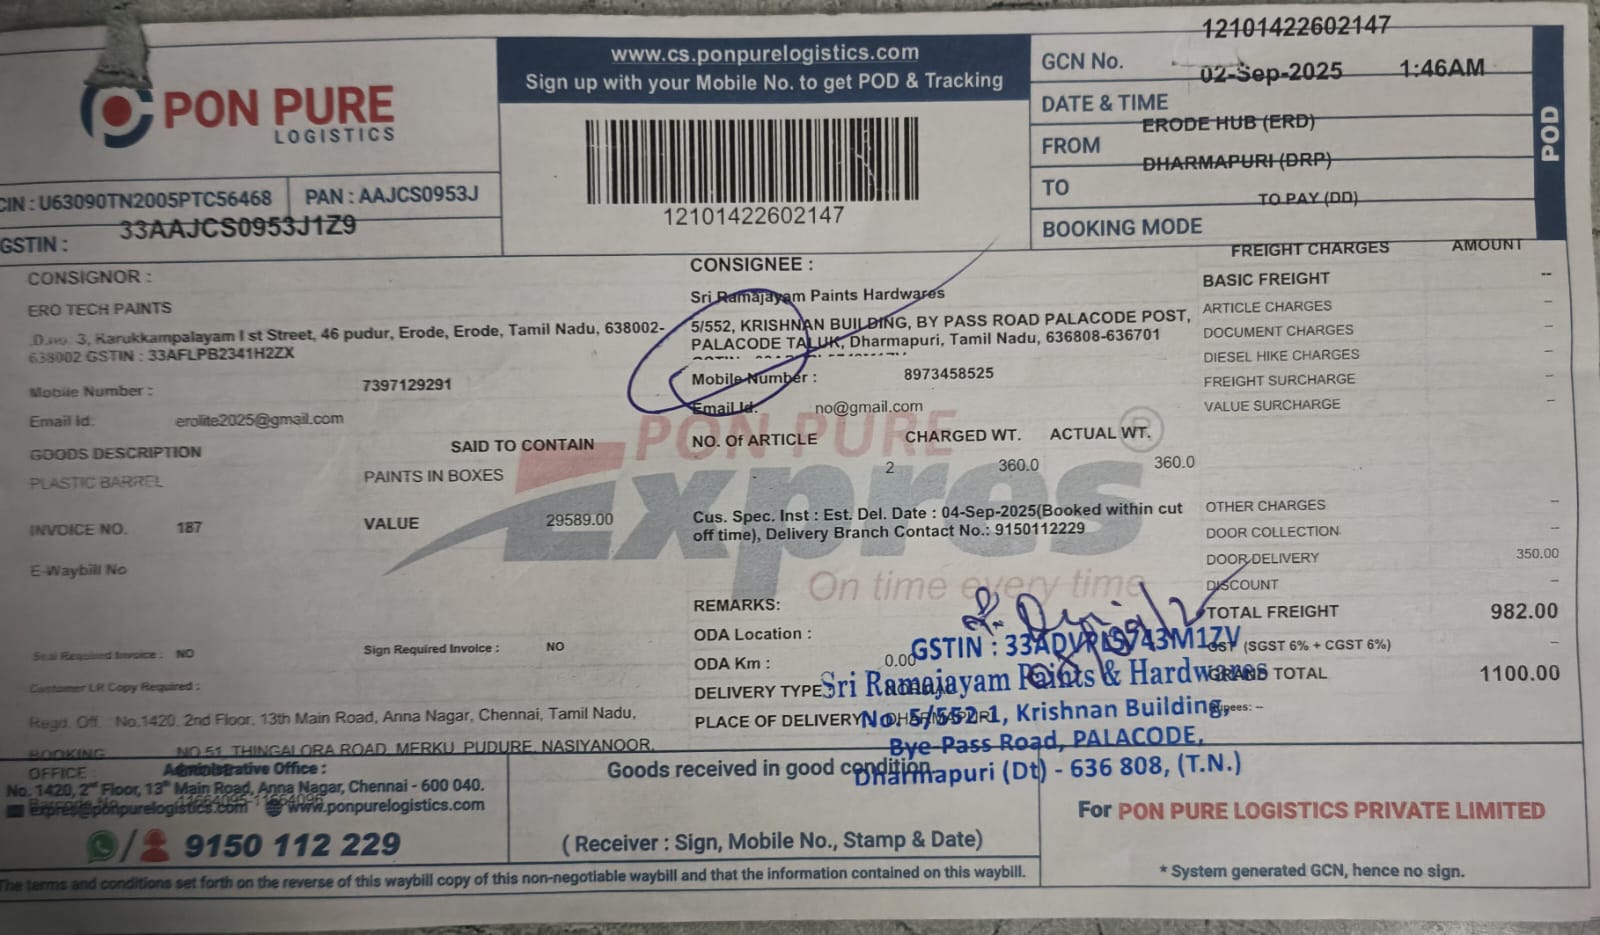 PON PURE
LOGISTICS
www.cs.ponpurelogistics.com
Sign up with your Mobile No. to get POD & Tracking
12101422602147
GCN No. 12101422602147
DATE & TIME 02-Sep-2025 1:46AM
FROM ERODE HUB (ERD)
TO DHARMAPURI (DRP)
BOOKING MODE TO PAY (DD)
POD
CIN : U63090TN2005PTC56468 PAN : AAJCS0953J
GSTIN : 33AAJCS0953J1Z9
CONSIGNOR :
ERO TECH PAINTS
D.no: 3, Karukkampalayam I st Street, 46 pudur, Erode, Erode, Tamil Nadu, 638002-
638002 GSTIN : 33AFLPB2341H2ZX
Mobile Number : 7397129291
Email Id: erolite2025@gmail.com
CONSIGNEE :
Sri Ramajayam Paints Hardwares
5/552, KRISHNAN BUILDING, BY PASS ROAD PALACODE POST,
PALACODE TALUK, Dharmapuri, Tamil Nadu, 636808-636701
Mobile Number : 8973458525
Email Id: no@gmail.com
FREIGHT CHARGES AMOUNT
BASIC FREIGHT --
ARTICLE CHARGES --
DOCUMENT CHARGES --
DIESEL HIKE CHARGES --
FREIGHT SURCHARGE --
VALUE SURCHARGE --
GOODS DESCRIPTION SAID TO CONTAIN
PLASTIC BARREL PAINTS IN BOXES
INVOICE NO. 187 VALUE 29589.00
E-Waybill No
PON PURE
Expres
On time every time
NO. Of ARTICLE CHARGED WT. ACTUAL WT.
2 360.0 360.0
Cus. Spec. Inst : Est. Del. Date : 04-Sep-2025(Booked within cut
off time), Delivery Branch Contact No.: 9150112229
OTHER CHARGES --
DOOR COLLECTION --
DOOR DELIVERY 350.00
DISCOUNT --
TOTAL FREIGHT 982.00
GST (SGST 6% + CGST 6%) --
GRAND TOTAL 1100.00
Rupees: --
Seal Required Invoice : NO Sign Required Invoice : NO
Customer LR Copy Required :
REMARKS:
ODA Location :
ODA Km : 0.00
DELIVERY TYPE
PLACE OF DELIVERY DHARMAPURI
Sri Ramajayam Paints & Hardwares
No. 5/552-1, Krishnan Building,
Bye-Pass Road, PALACODE,
Dharmapuri (Dt) - 636 808, (T.N.)
Regd. Off. No.1420, 2nd Floor, 13th Main Road, Anna Nagar, Chennai, Tamil Nadu,
BOOKING NO 51, THINGALORA ROAD, MERKU, PUDURE, NASIYANOOR,
OFFICE
Administrative Office :
No. 1420, 2nd Floor, 13th Main Road, Anna Nagar, Chennai - 600 040.
expres@ponpurelogistics.com www.ponpurelogistics.com
9150 112 229
Goods received in good condition
( Receiver : Sign, Mobile No., Stamp & Date)
For PON PURE LOGISTICS PRIVATE LIMITED
* System generated GCN, hence no sign.
The terms and conditions set forth on the reverse of this waybill copy of this non-negotiable waybill and that the information contained on this waybill.